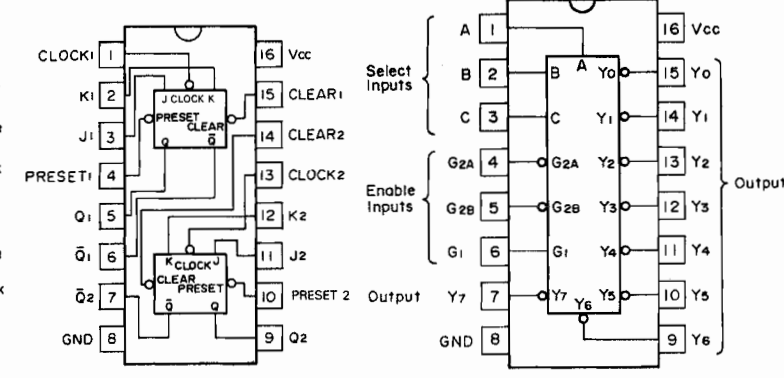 CLOCK1 1 16 Vcc
K1 2 15 CLEAR1
J1 3 14 CLEAR2
PRESET1 4 13 CLOCK2
Q1 5 12 K2
Q̄1 6 11 J2
Q̄2 7 10 PRESET 2
GND 8 9 Q2
J CLOCK K
PRESET
CLEAR
Q Q̄
K CLOCK J
CLEAR
PRESET
Q̄ Q
A 1 16 Vcc
B 2 15 Y0
C 3 14 Y1
G2A 4 13 Y2
G2B 5 12 Y3
G1 6 11 Y4
Output Y7 7 10 Y5
GND 8 9 Y6
Select
Inputs
Enable
Inputs
Output
A
B Y0
C Y1
G2A Y2
G2B Y3
G1 Y4
Y7 Y5
Y6